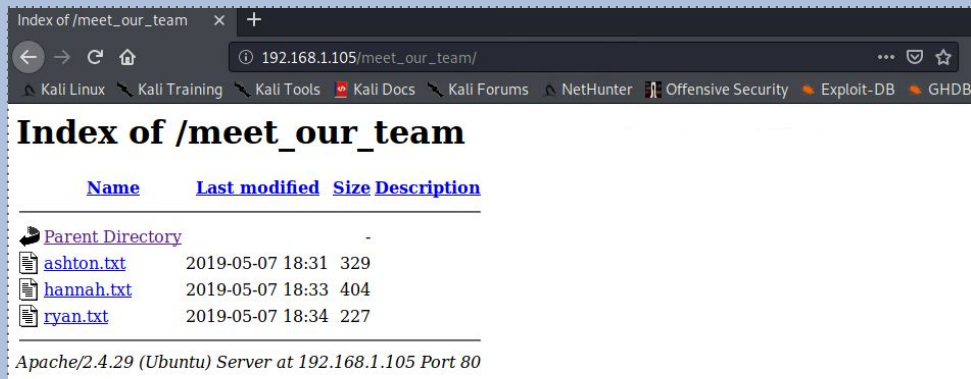 Index of /meet_our_team × +
192.168.1.105/meet_our_team/
Kali Linux Kali Training Kali Tools Kali Docs Kali Forums NetHunter Offensive Security Exploit-DB GHDB
Index of /meet_our_team
Name Last modified Size Description
Parent Directory -
ashton.txt 2019-05-07 18:31 329
hannah.txt 2019-05-07 18:33 404
ryan.txt 2019-05-07 18:34 227
Apache/2.4.29 (Ubuntu) Server at 192.168.1.105 Port 80